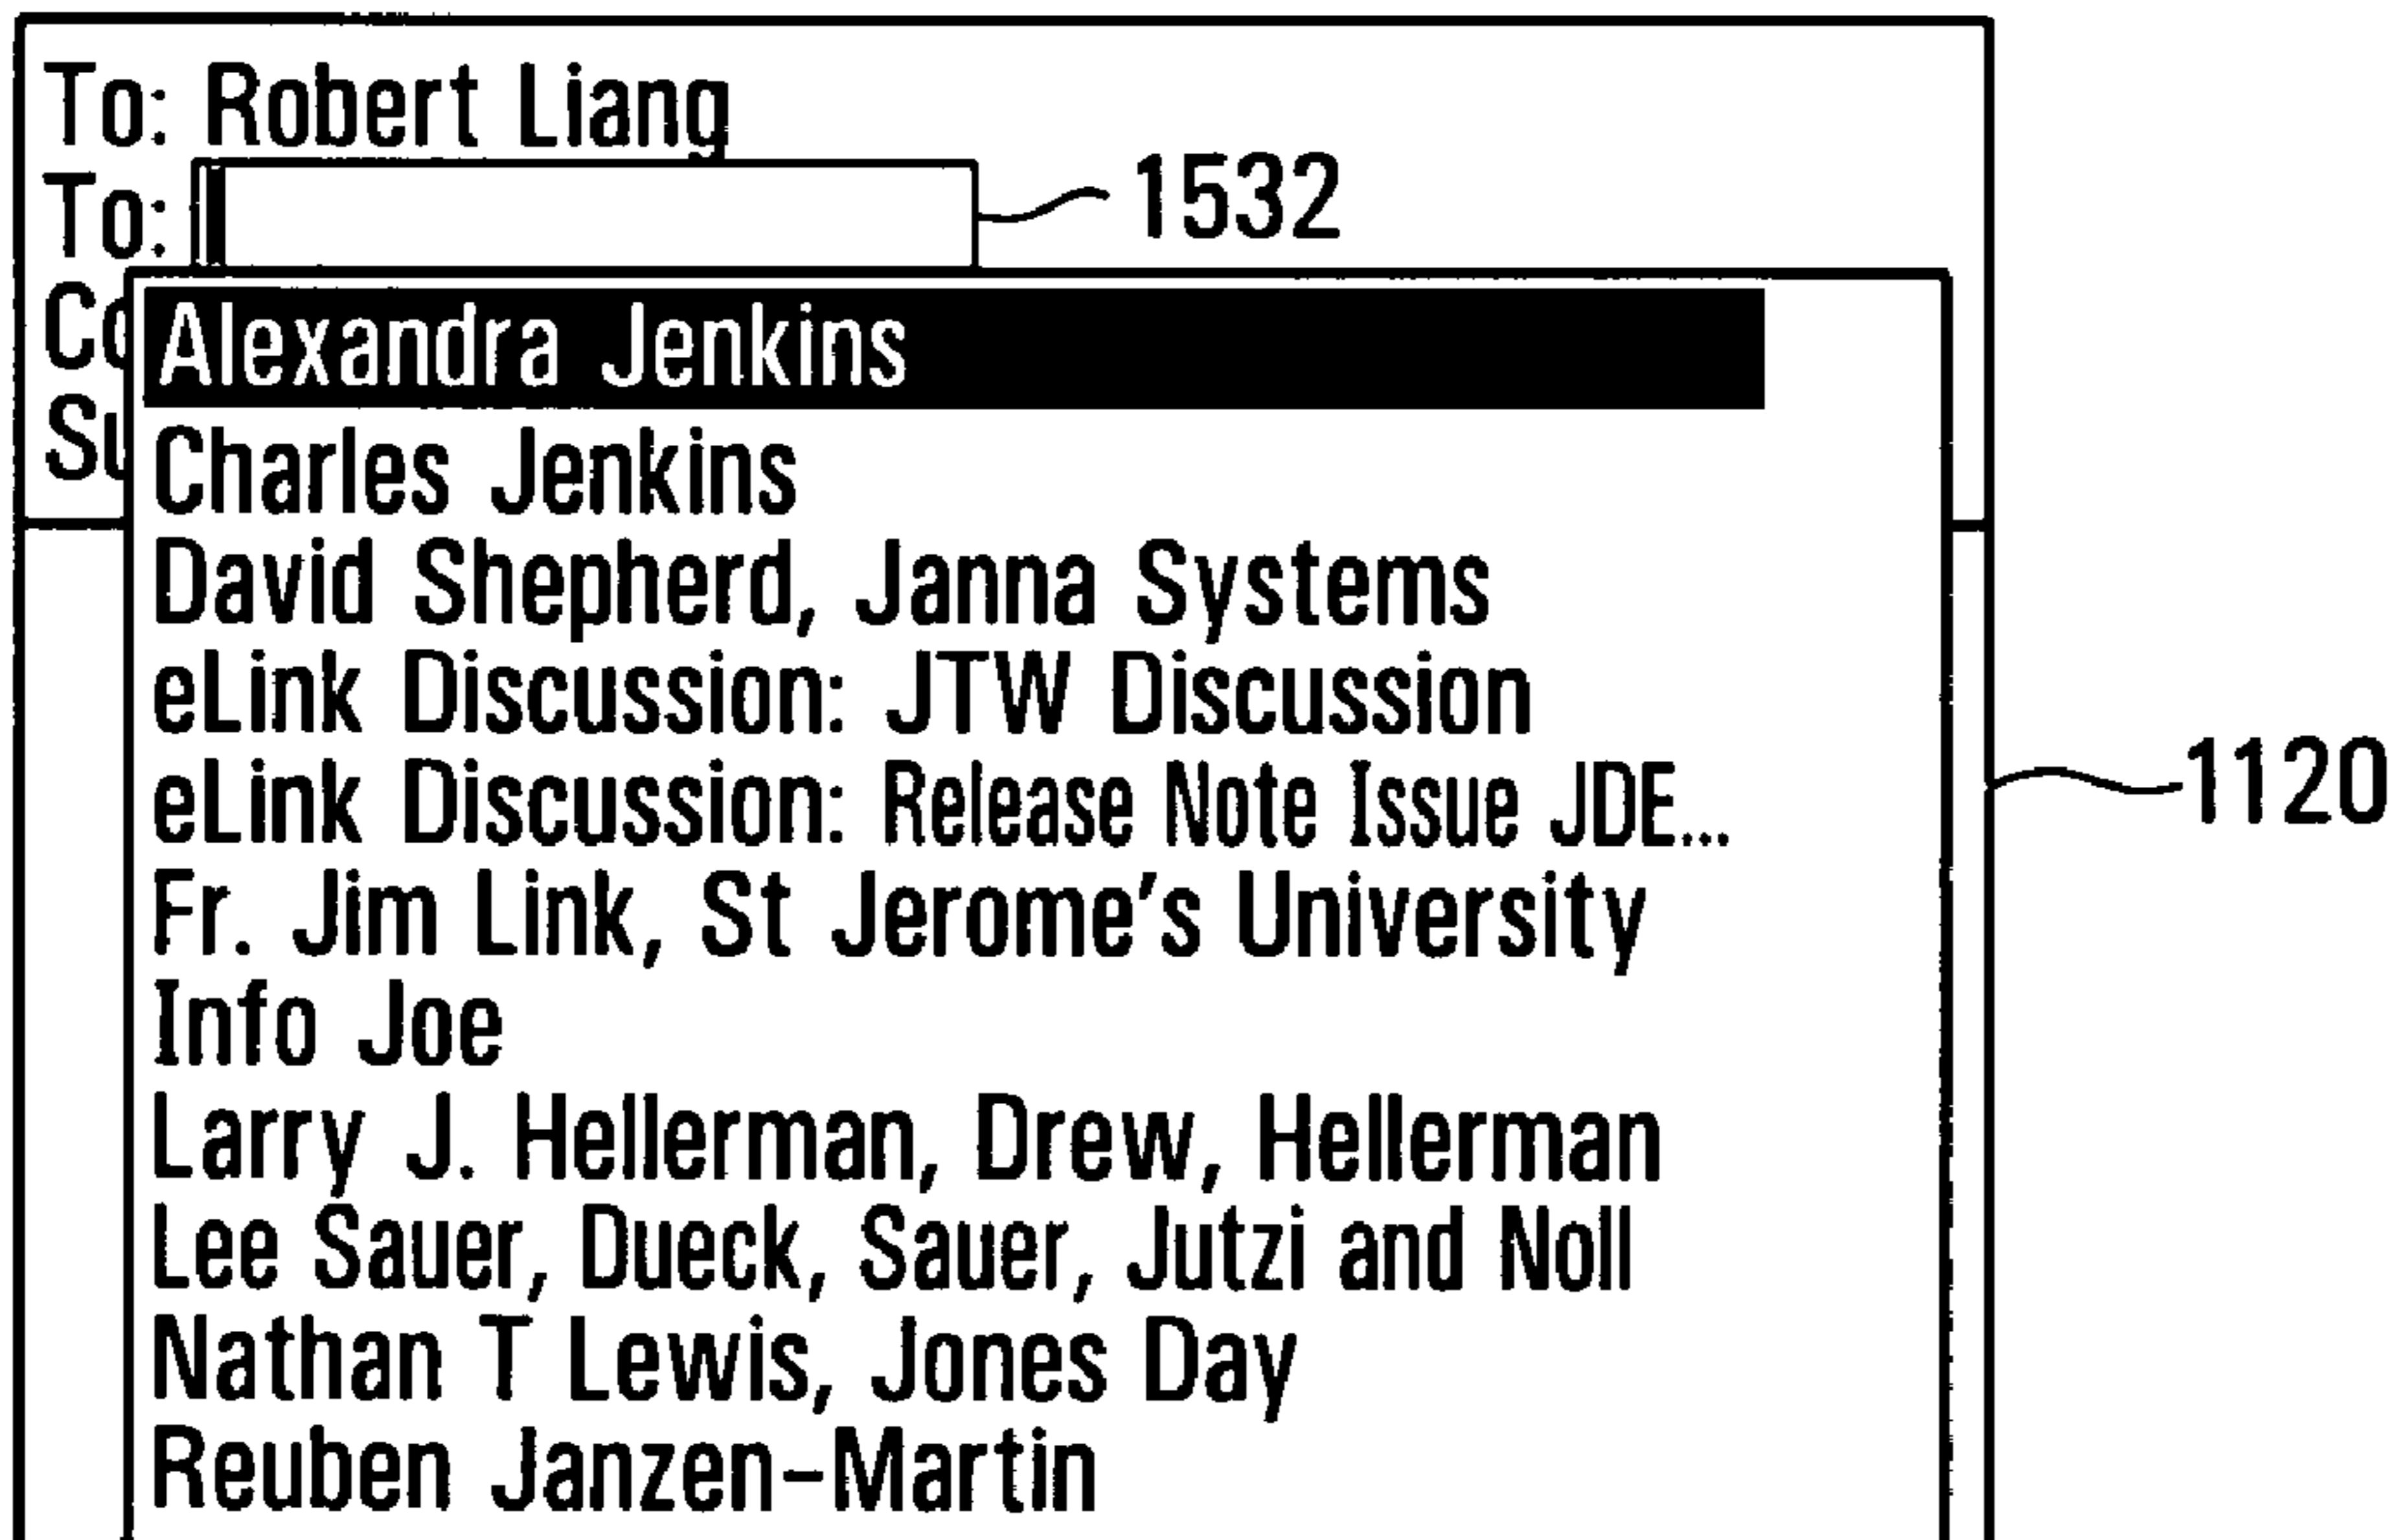 To: Robert Liang
To:
1532
Alexandra Jenkins
Charles Jenkins
David Shepherd, Janna Systems
eLink Discussion: JTW Discussion
eLink Discussion: Release Note Issue JDE...
1120
Fr. Jim Link, St Jerome's University
Info Joe
Larry J. Hellerman, Drew, Hellerman
Lee Sauer, Dueck, Sauer, Jutzi and Noll
Nathan T Lewis, Jones Day
Reuben Janzen-Martin